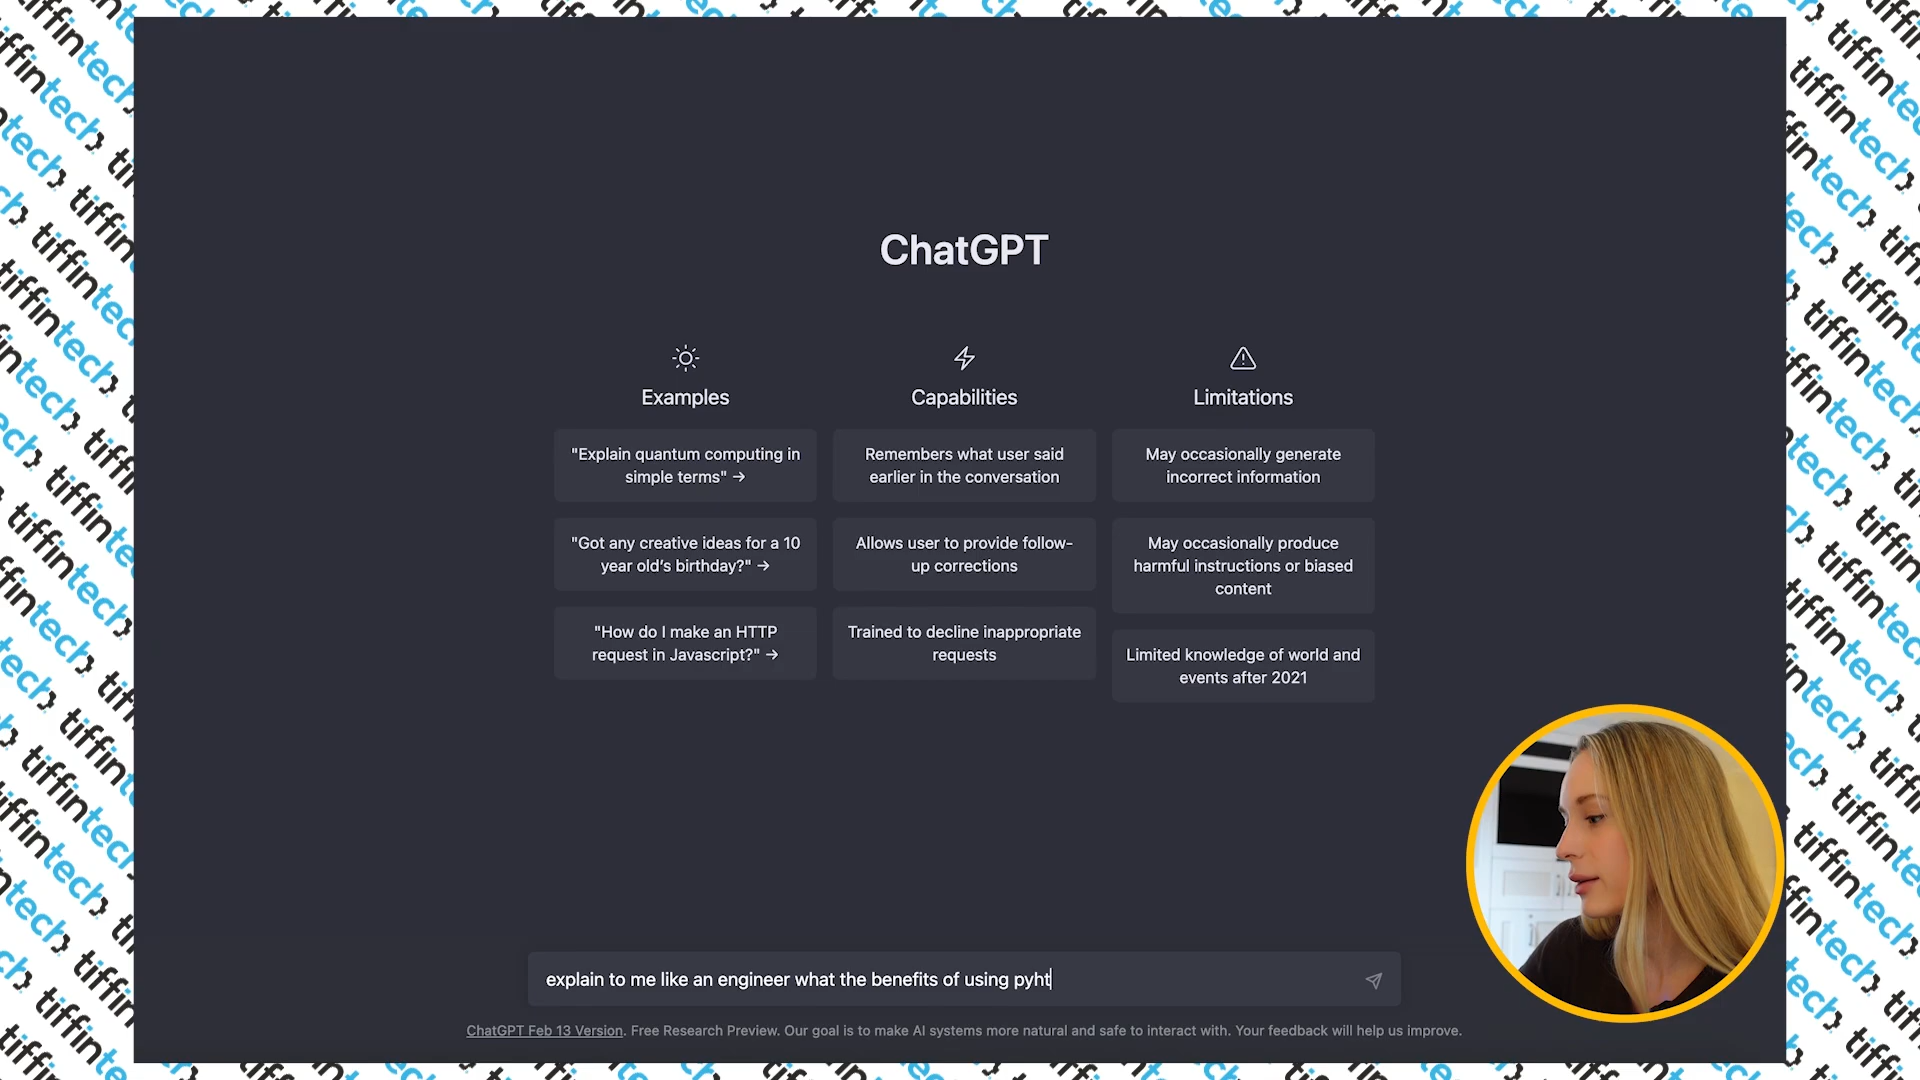 ChatGPT
Examples
"Explain quantum computing in
simple terms" →
"Got any creative ideas for a 10
year old's birthday?" →
"How do I make an HTTP
request in Javascript?" →
Capabilities
Remembers what user said
earlier in the conversation
Allows user to provide follow-
up corrections
Trained to decline inappropriate
requests
Limitations
May occasionally generate
incorrect information
May occasionally produce
harmful instructions or biased
content
Limited knowledge of world and
events after 2021
explain to me like an engineer what the benefits of using pyht
ChatGPT Feb 13 Version. Free Research Preview. Our goal is to make AI systems more natural and safe to interact with. Your feedback will help us improve.
tiffintech